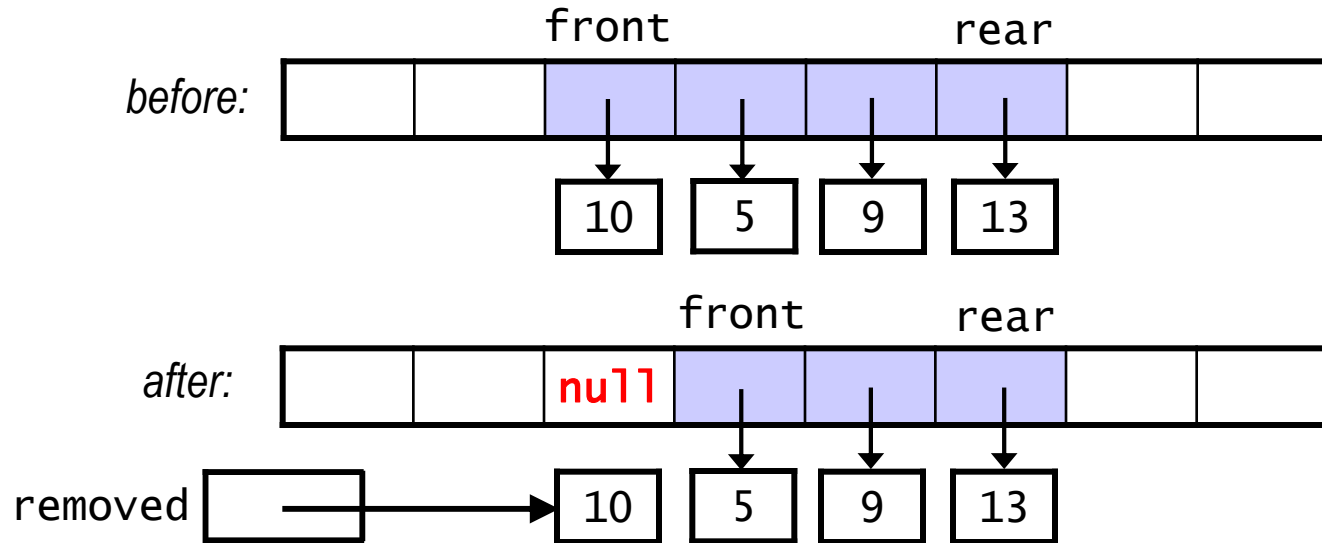 front rear
before:
10 5 9 13
front rear
after: null
removed 10 5 9 13